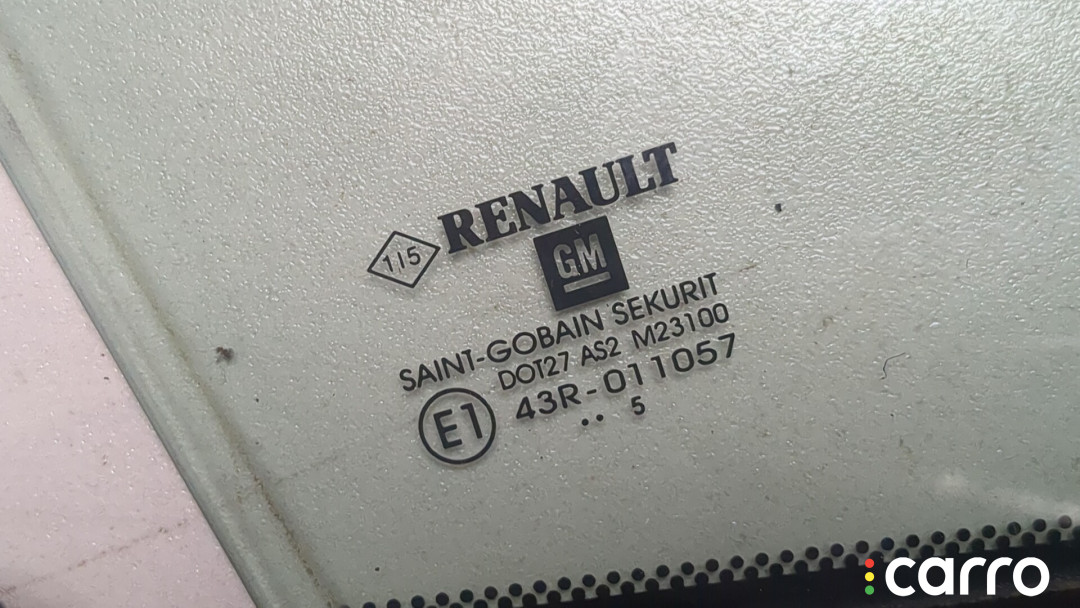 RENAULT
1/5
GM
SAINT-GOBAIN SEKURIT
DOT27 AS2 M23100
E1
43R-011057
.. 5
carro